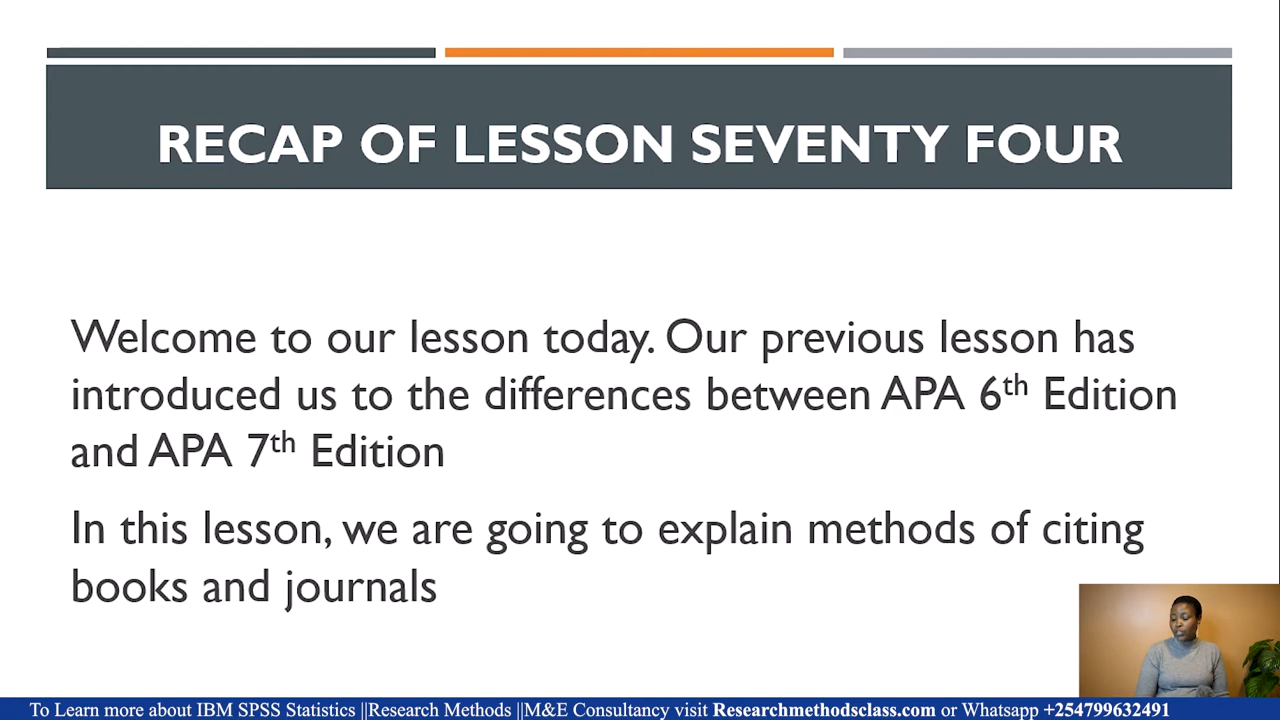 RECAP OF LESSON SEVENTY FOUR
Welcome to our lesson today. Our previous lesson has
introduced us to the differences between APA 6th Edition
and APA 7th Edition
In this lesson, we are going to explain methods of citing
books and journals
To Learn more about IBM SPSS Statistics ||Research Methods ||M&E Consultancy visit Researchmethodsclass.com or Whatsapp +254799632491